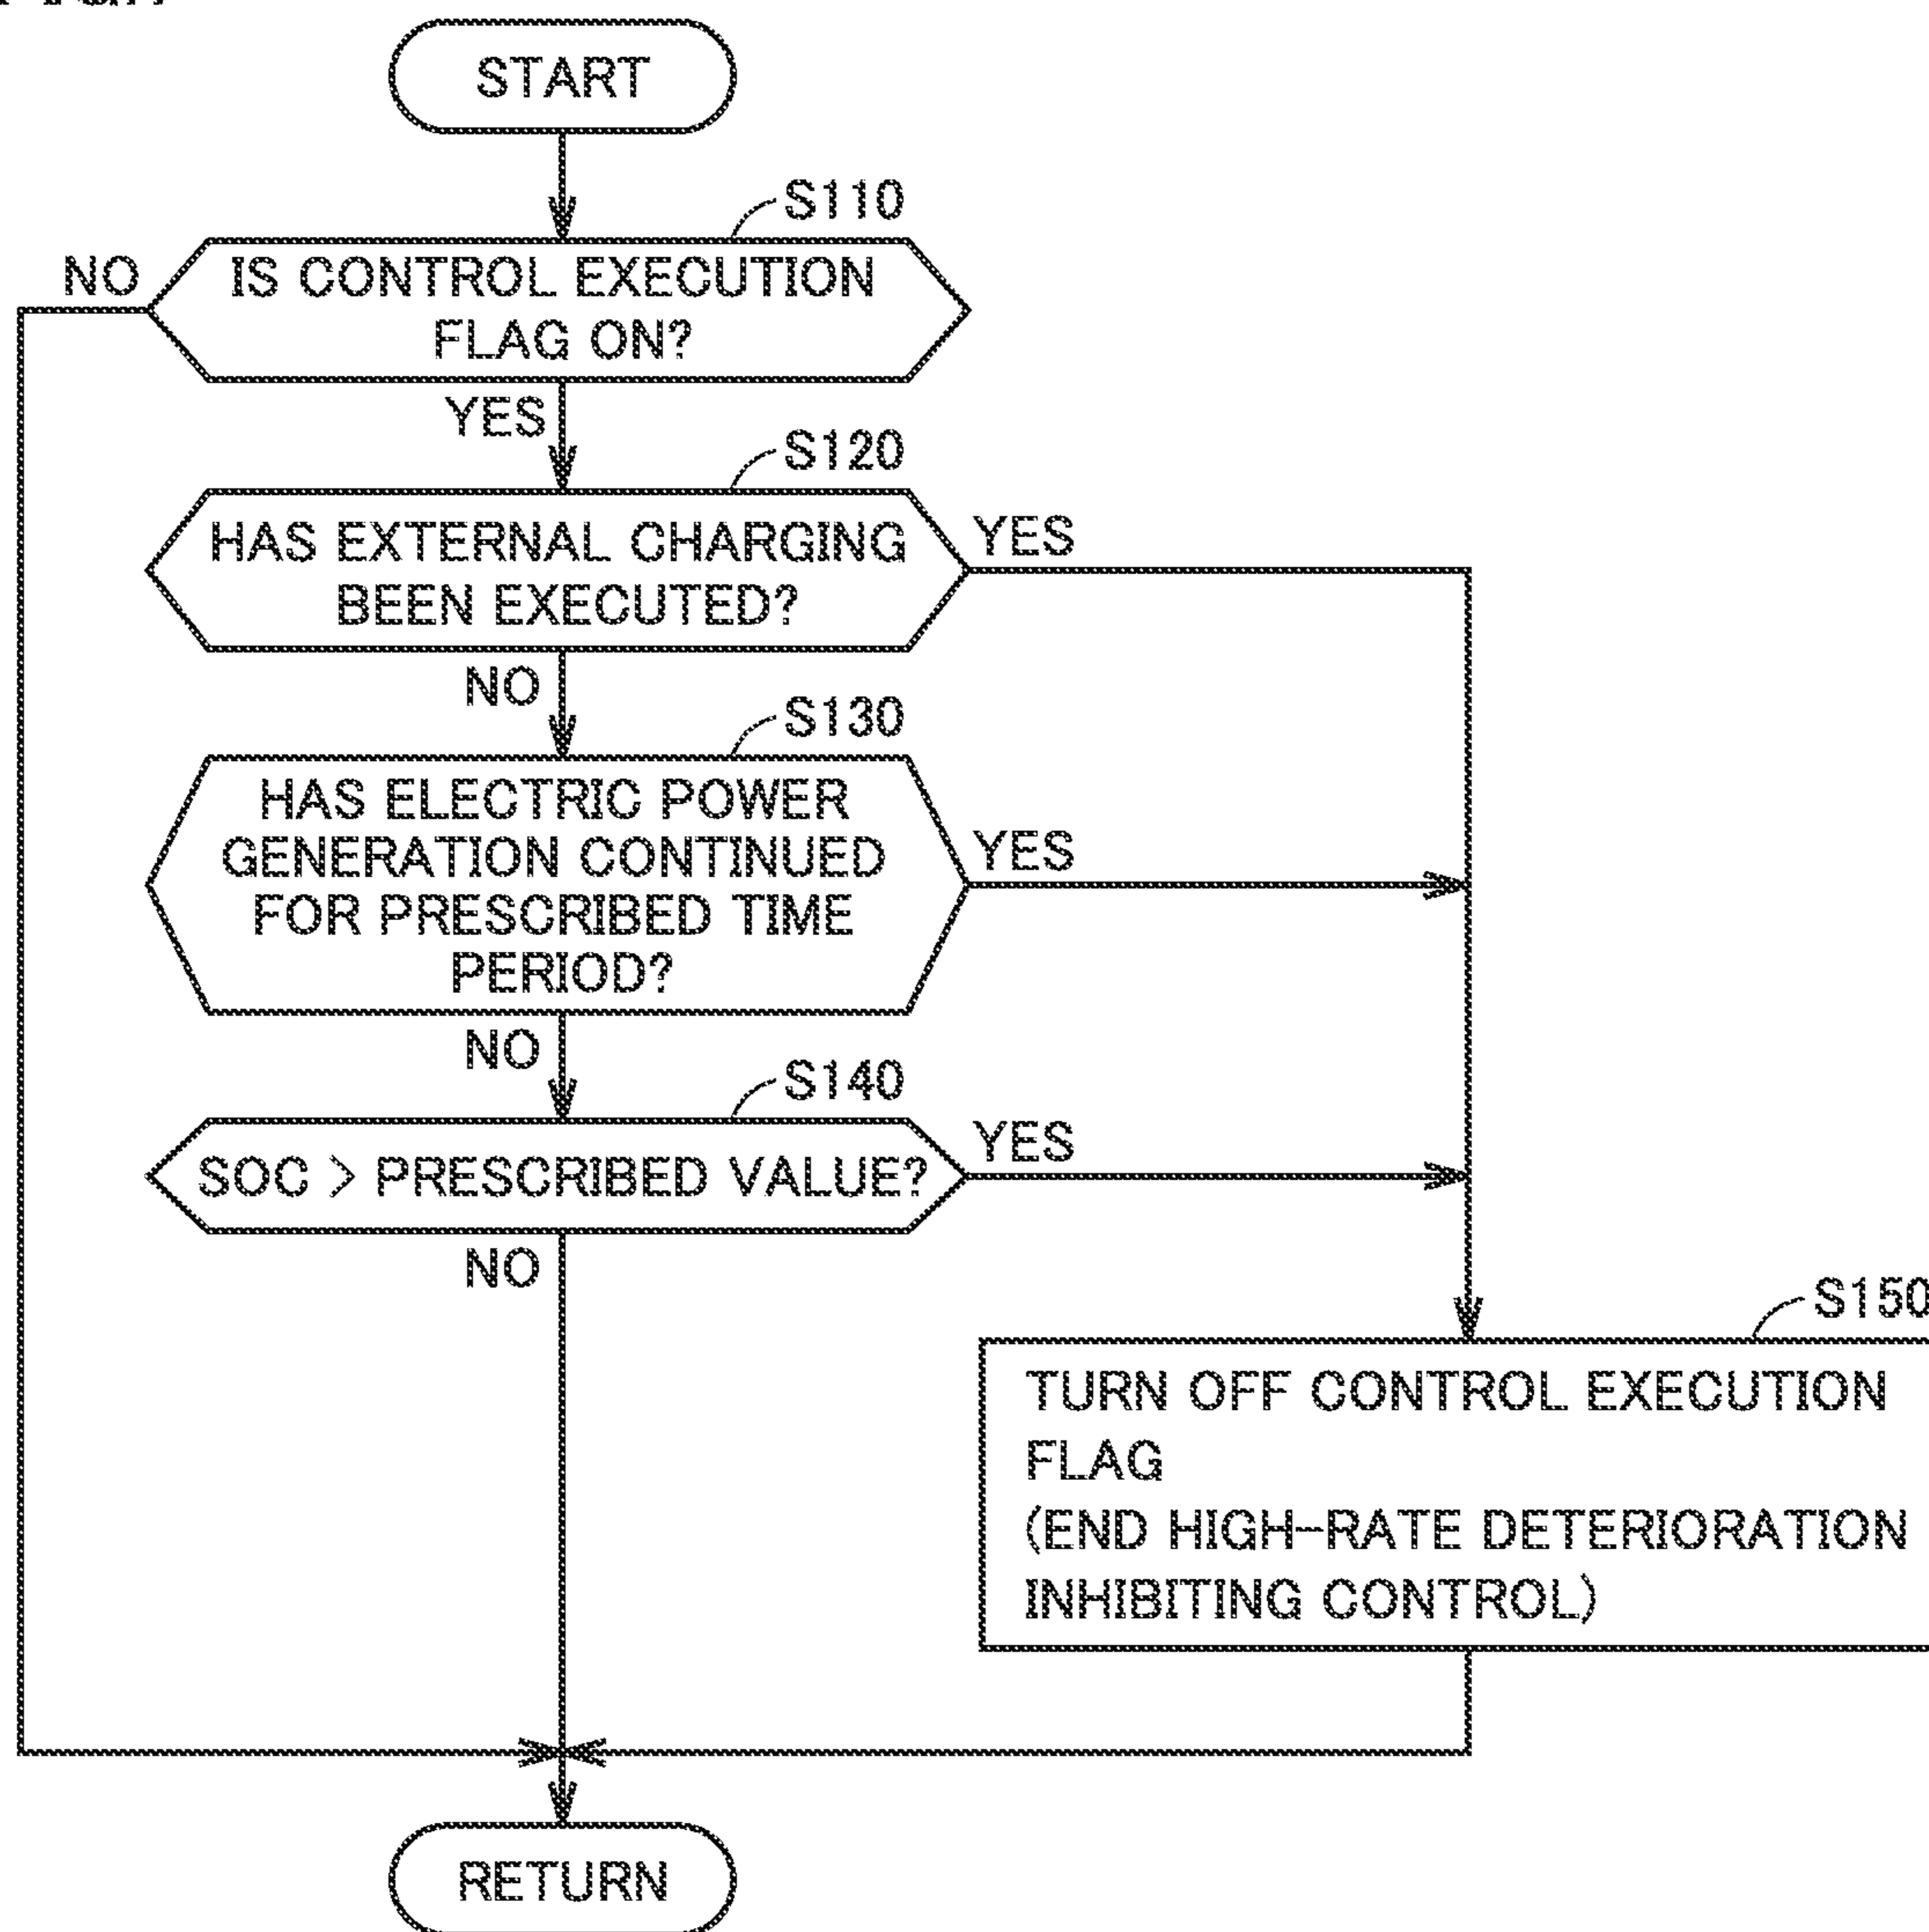 START
S110
NO
IS CONTROL EXECUTION
FLAG ON?
YES
S120
HAS EXTERNAL CHARGING
BEEN EXECUTED?
YES
NO
S130
HAS ELECTRIC POWER
GENERATION CONTINUED
FOR PRESCRIBED TIME
PERIOD?
YES
NO
S140
SOC > PRESCRIBED VALUE?
YES
NO
S150
TURN OFF CONTROL EXECUTION
FLAG
(END HIGH-RATE DETERIORATION
INHIBITING CONTROL)
RETURN